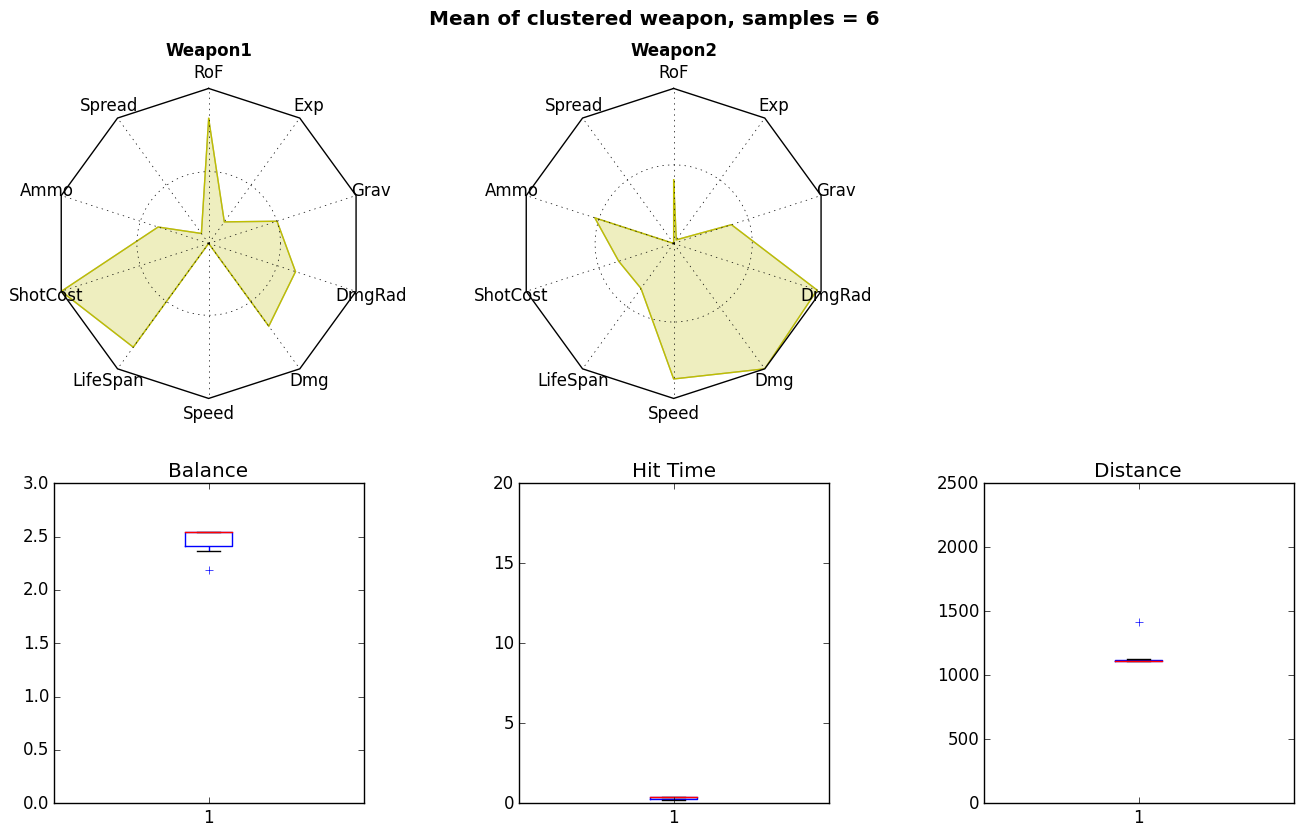 Mean of clustered weapon, samples = 6
Weapon1
RoF
Spread
Exp
Ammo
Grav
ShotCost
DmgRad
LifeSpan
Dmg
Speed
Weapon2
RoF
Spread
Exp
Ammo
Grav
ShotCost
DmgRad
LifeSpan
Dmg
Speed
Balance
3.0
2.5
2.0
1.5
1.0
0.5
0.0
1
Hit Time
20
15
10
5
0
1
Distance
2500
2000
1500
1000
500
0
1